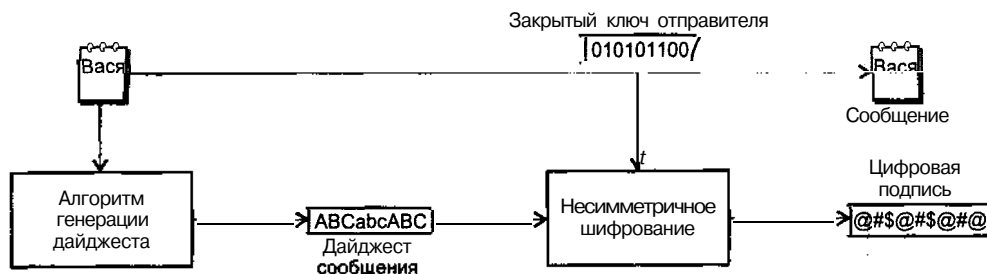 Закрытый ключ отправителя
010101100
Вася
Вася
Сообщение
Алгоритм
генерации
дайджеста
ABCabcABC
Дайджест
сообщения
Несимметричное
шифрование
Цифровая
подпись
@#$@#$@#@